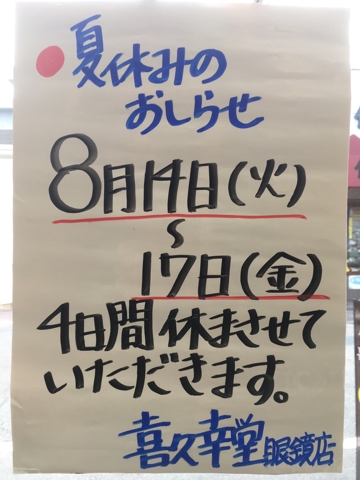 夏休みの
おしらせ
8月14日(火)
~
17日(金)
4日間休まさせて
いただきます。
喜久幸堂眼鏡店